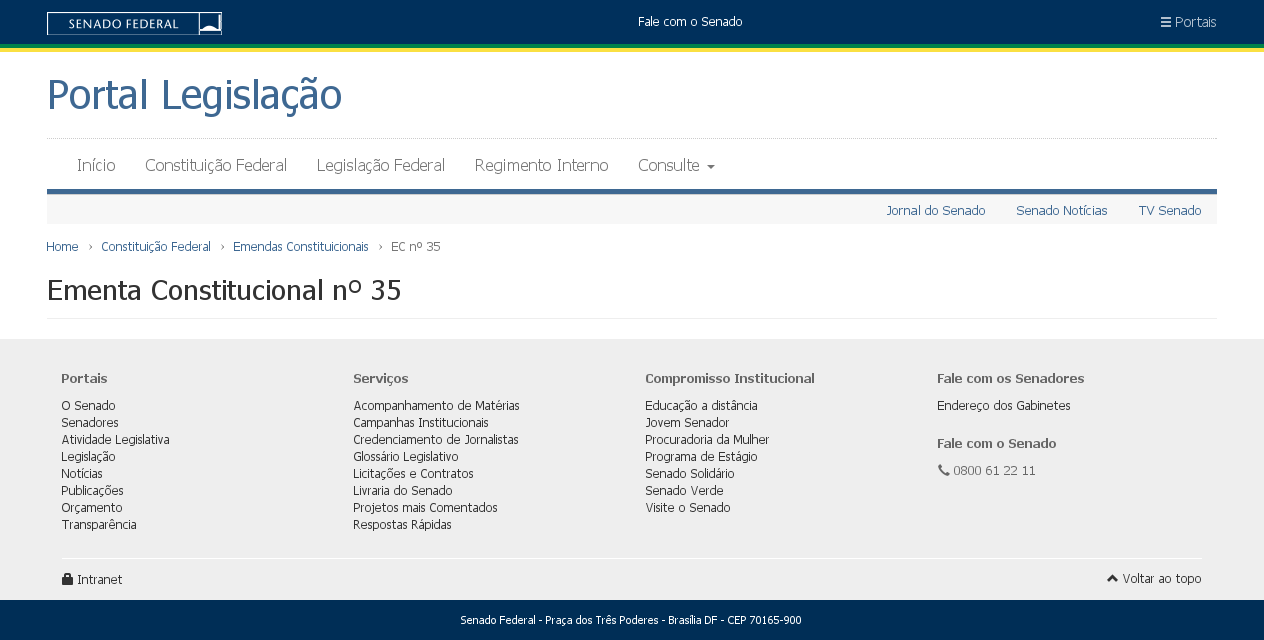 SENADO FEDERAL
Fale com o Senado
Portais
Portal Legislação
Início Constituição Federal Legislação Federal Regimento Interno Consulte
Jornal do Senado Senado Notícias TV Senado
Home › Constituição Federal › Emendas Constituicionais › EC nº 35
Ementa Constitucional nº 35
Portais
O Senado
Senadores
Atividade Legislativa
Legislação
Notícias
Publicações
Orçamento
Transparência
Serviços
Acompanhamento de Matérias
Campanhas Institucionais
Credenciamento de Jornalistas
Glossário Legislativo
Licitações e Contratos
Livraria do Senado
Projetos mais Comentados
Respostas Rápidas
Compromisso Institucional
Educação a distância
Jovem Senador
Procuradoria da Mulher
Programa de Estágio
Senado Solidário
Senado Verde
Visite o Senado
Fale com os Senadores
Endereço dos Gabinetes
Fale com o Senado
0800 61 22 11
Intranet
Voltar ao topo
Senado Federal - Praça dos Três Poderes - Brasília DF - CEP 70165-900